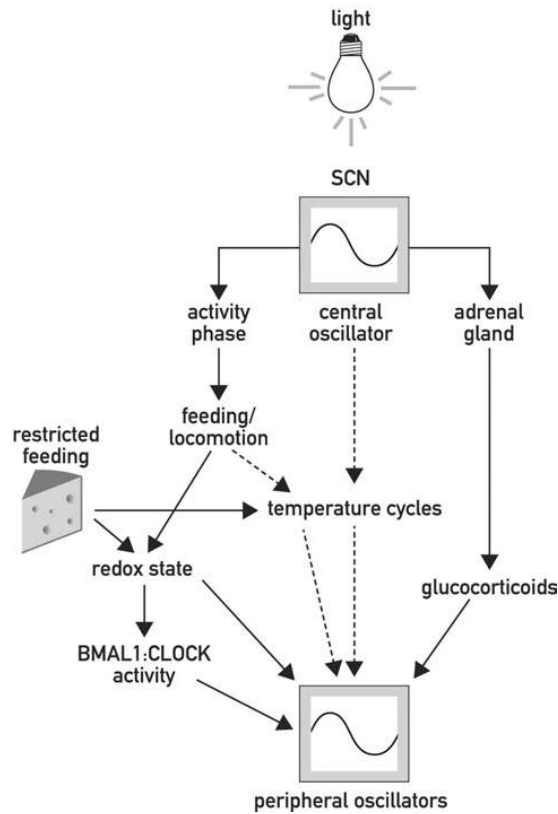 light
SCN
activity
phase
central
oscillator
adrenal
gland
restricted
feeding
feeding/
locomotion
temperature cycles
redox state
glucocorticoids
BMAL1:CLOCK
activity
peripheral oscillators